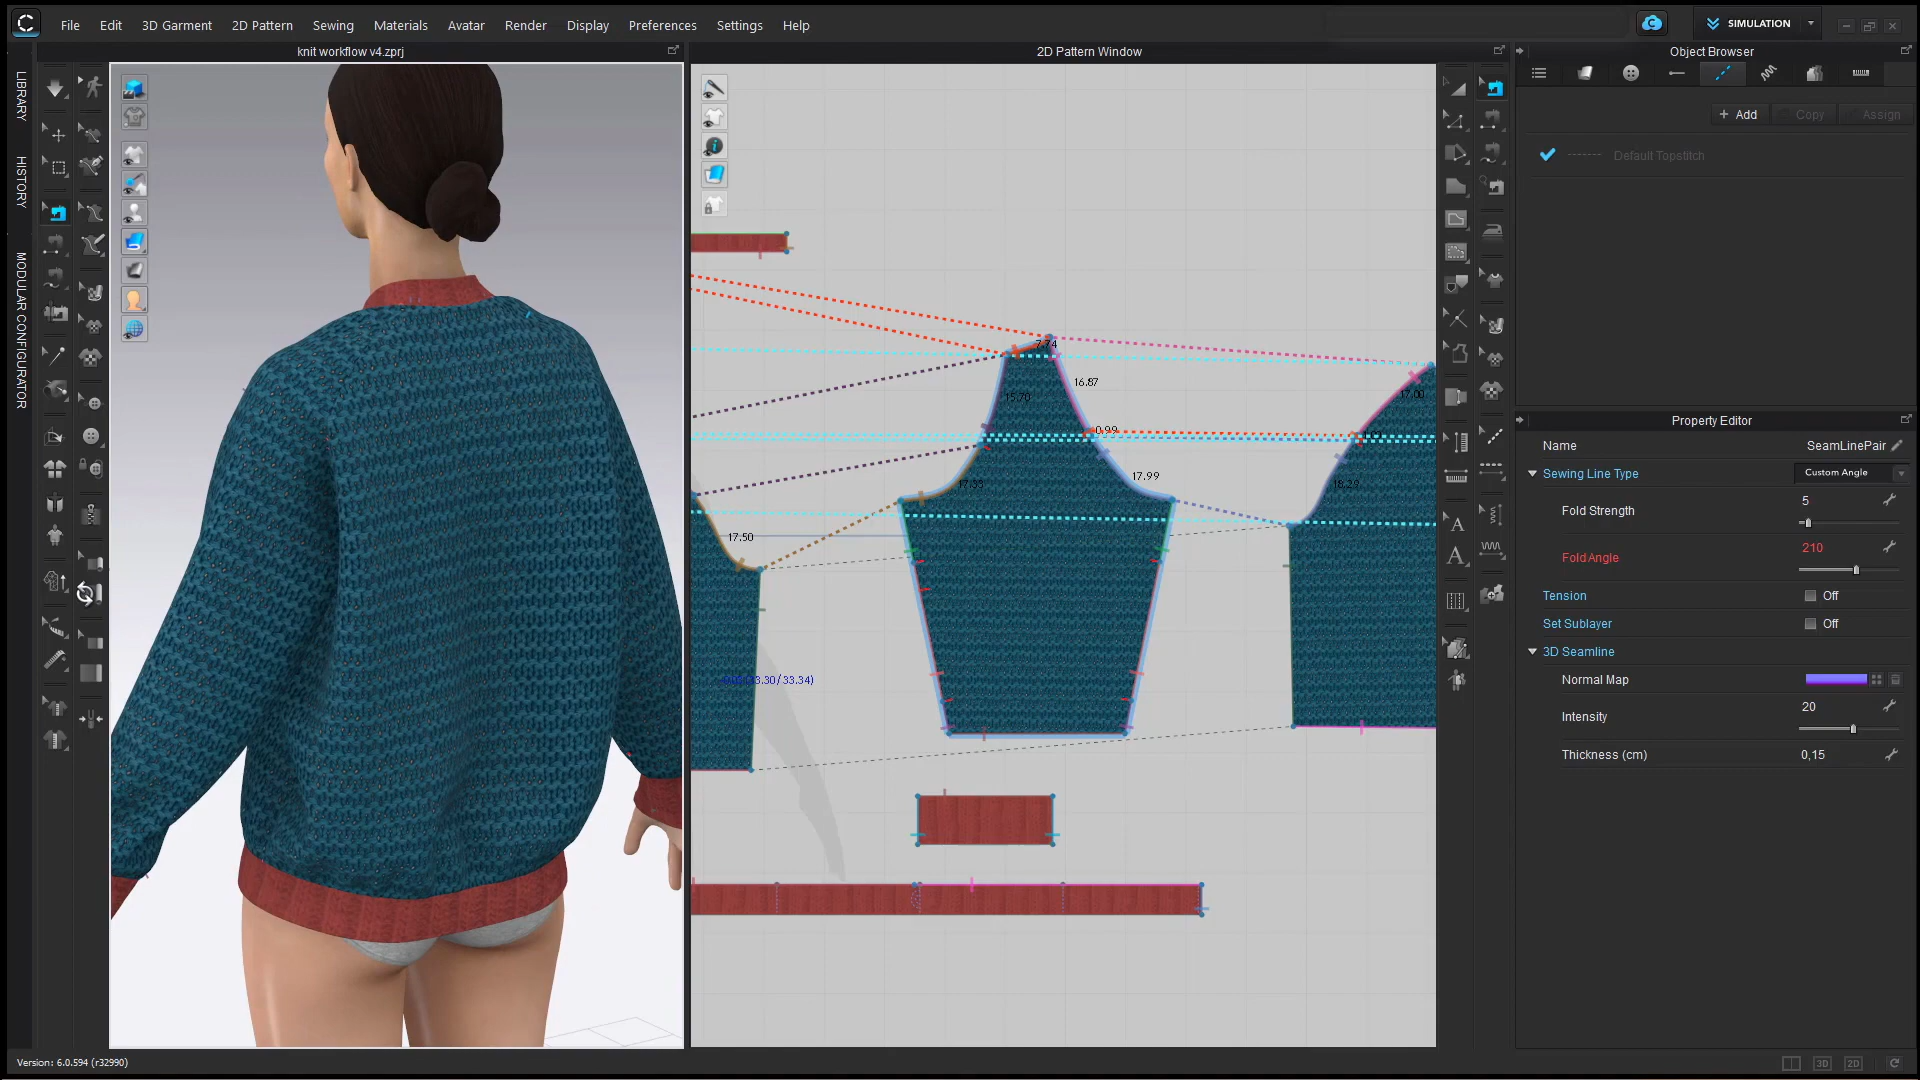 File Edit 3D Garment 2D Pattern Sewing Materials Avatar Render Display Preferences Settings Help
SIMULATION
knit workflow v4.zprj
2D Pattern Window
Object Browser
LIBRARY
HISTORY
MODULAR CONFIGURATOR
+ Add Copy Assign
Default Topstitch
7.74
16.87
15.70
17.00
0.99
17.99
17.33
18.29
17.50
33.34)
Property Editor
Name SeamLinePair
Sewing Line Type Custom Angle
Fold Strength 5
Fold Angle 210
Tension Off
Set Sublayer Off
3D Seamline
Normal Map
Intensity 20
Thickness (cm) 0,15
Version: 6.0.594 (r32990)
3D 2D